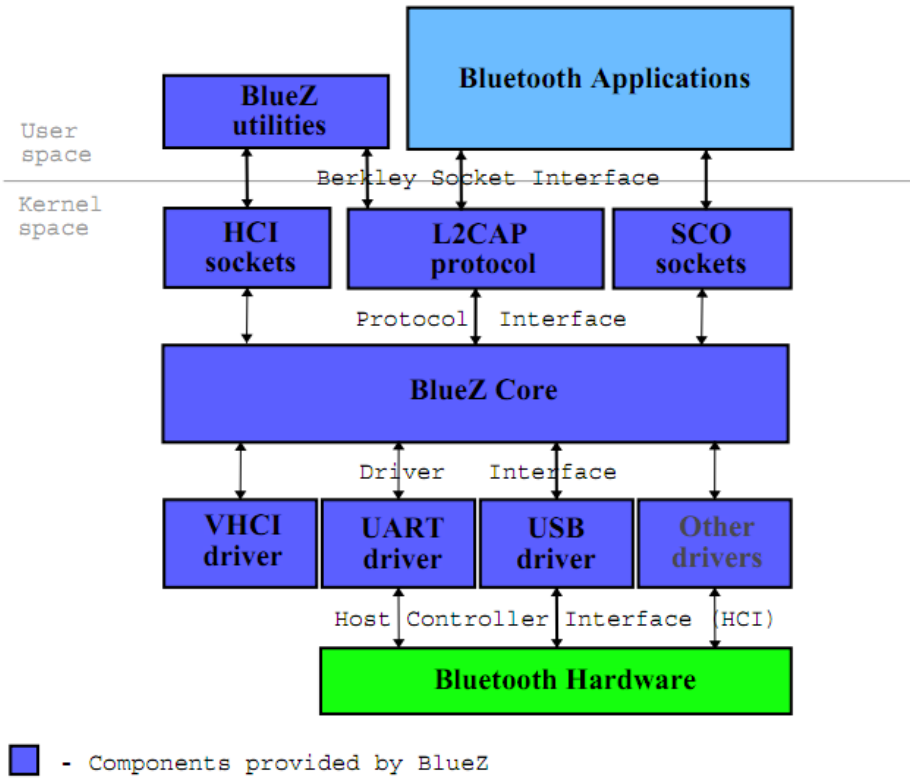 Bluetooth Applications
BlueZ
utilities
User
space
Berkley Socket Interface
Kernel
space
HCI
sockets
L2CAP
protocol
SCO
sockets
Protocol Interface
BlueZ Core
Driver Interface
VHCI
driver
UART
driver
USB
driver
Other
drivers
Host Controller Interface (HCI)
Bluetooth Hardware
- Components provided by BlueZ